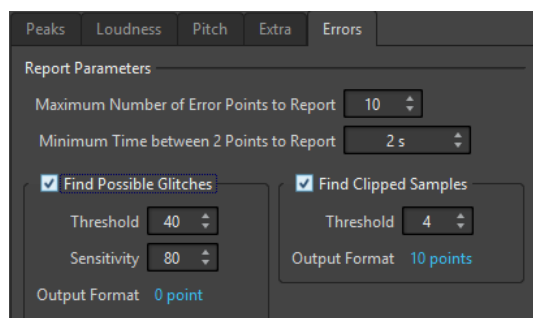 Peaks Loudness Pitch Extra Errors
Report Parameters
Maximum Number of Error Points to Report 10
Minimum Time between 2 Points to Report 2 s
Find Possible Glitches
Threshold 40
Sensitivity 80
Output Format 0 point
Find Clipped Samples
Threshold 4
Output Format 10 points